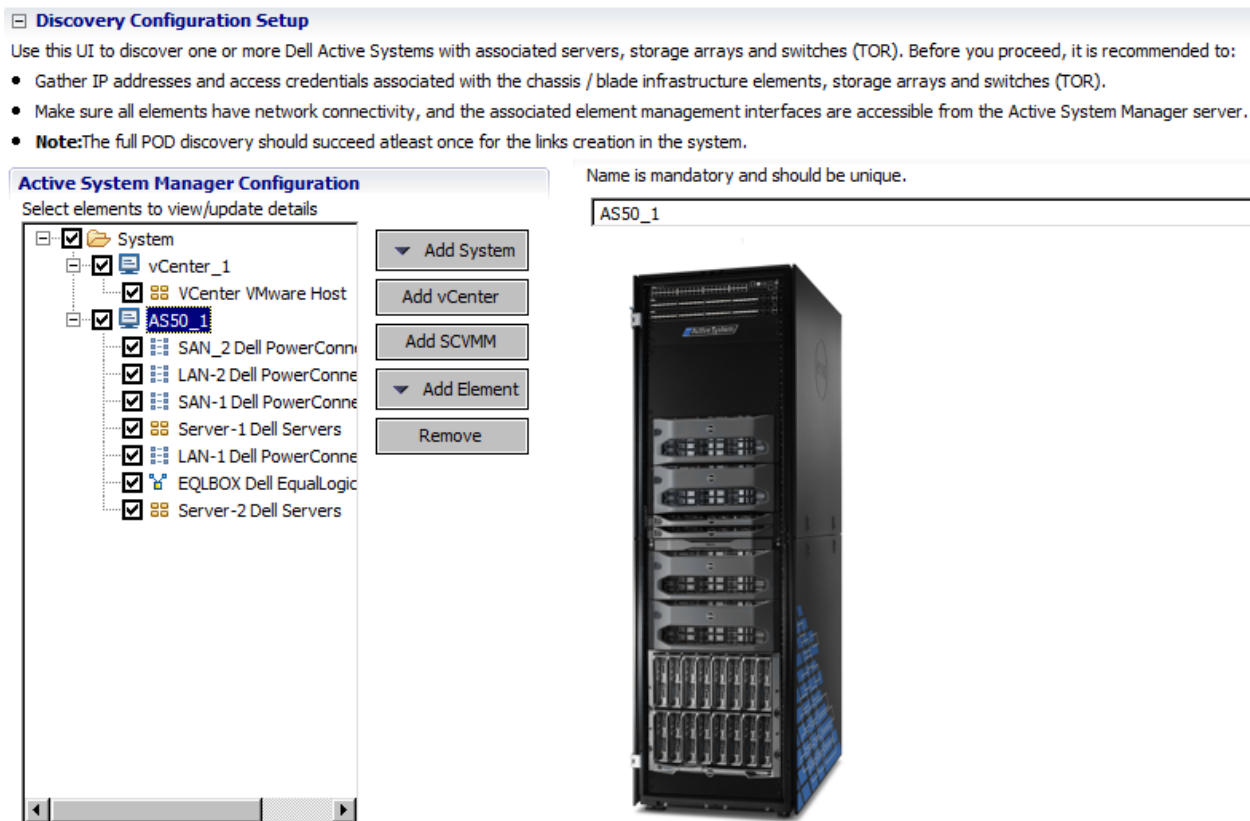 Discovery Configuration Setup
Use this UI to discover one or more Dell Active Systems with associated servers, storage arrays and switches (TOR). Before you proceed, it is recommended to:
• Gather IP addresses and access credentials associated with the chassis / blade infrastructure elements, storage arrays and switches (TOR).
• Make sure all elements have network connectivity, and the associated element management interfaces are accessible from the Active System Manager server.
• Note:The full POD discovery should succeed atleast once for the links creation in the system.
Active System Manager Configuration
Select elements to view/update details
System
vCenter_1
VCenter VMware Host
AS50_1
SAN_2 Dell PowerConn
LAN-2 Dell PowerConne
SAN-1 Dell PowerConne
Server-1 Dell Servers
LAN-1 Dell PowerConne
EQLBOX Dell EqualLogic
Server-2 Dell Servers
Add System
Add vCenter
Add SCVMM
Add Element
Remove
Name is mandatory and should be unique.
AS50_1
Active System